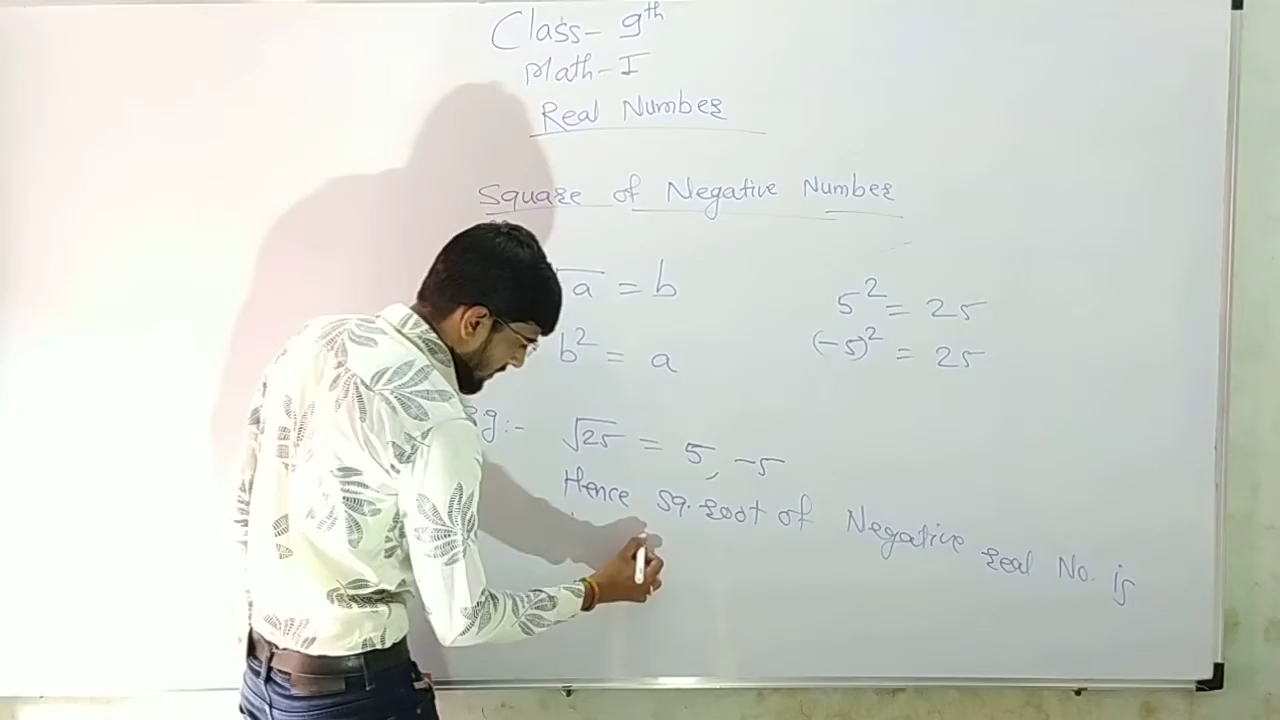 Class- 9th
Math-I
Real Number
Square of Negative Number
√a = b
b² = a
5² = 25
(-5)² = 25
e.g:-
√25 = 5, -5
Hence sq. root of Negative real No. is